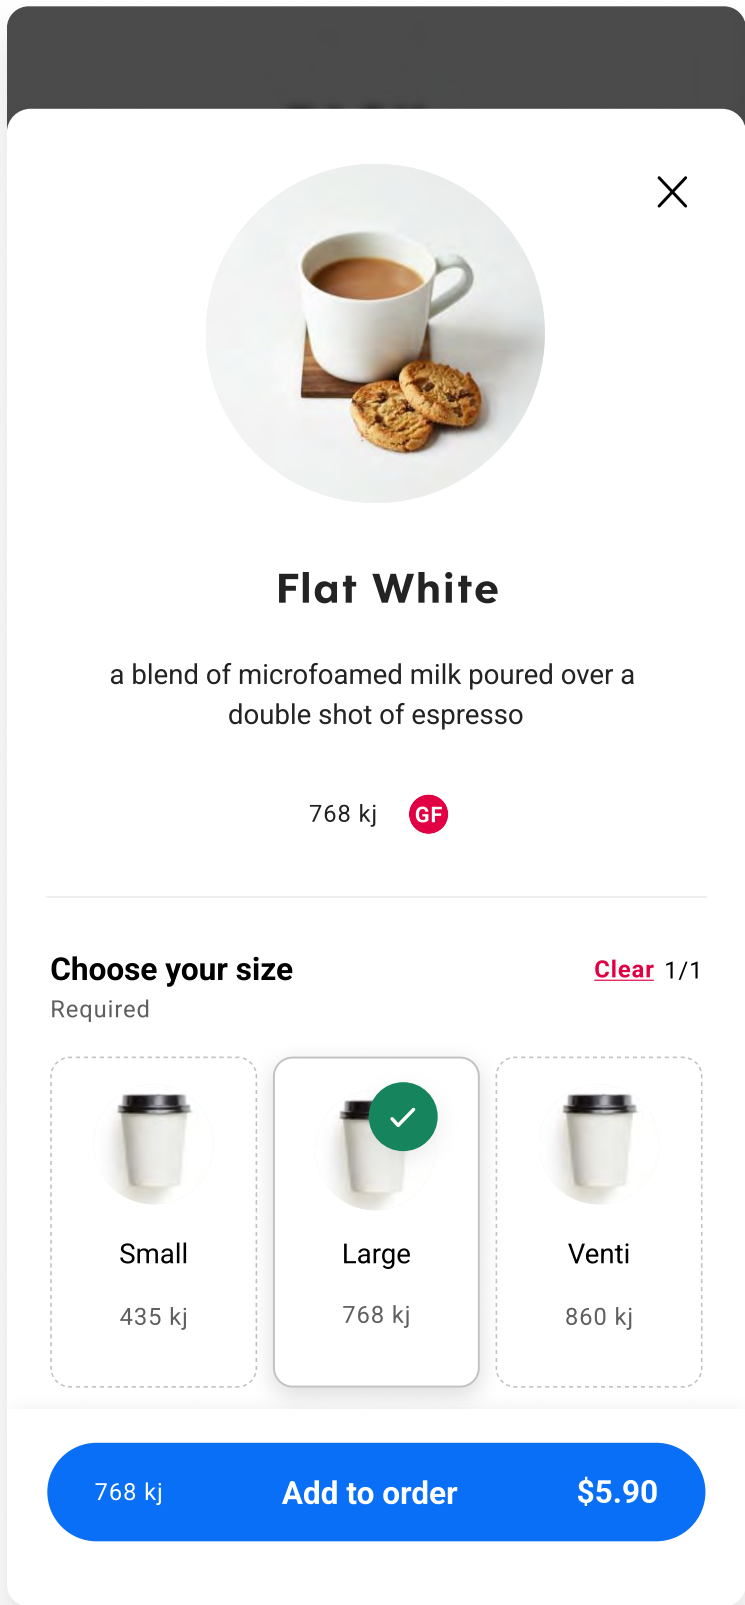 Flat White
a blend of microfoamed milk poured over a
double shot of espresso
768 kj GF
Choose your size
Clear 1/1
Required
Small
435 kj
Large
768 kj
Venti
860 kj
768 kj Add to order $5.90